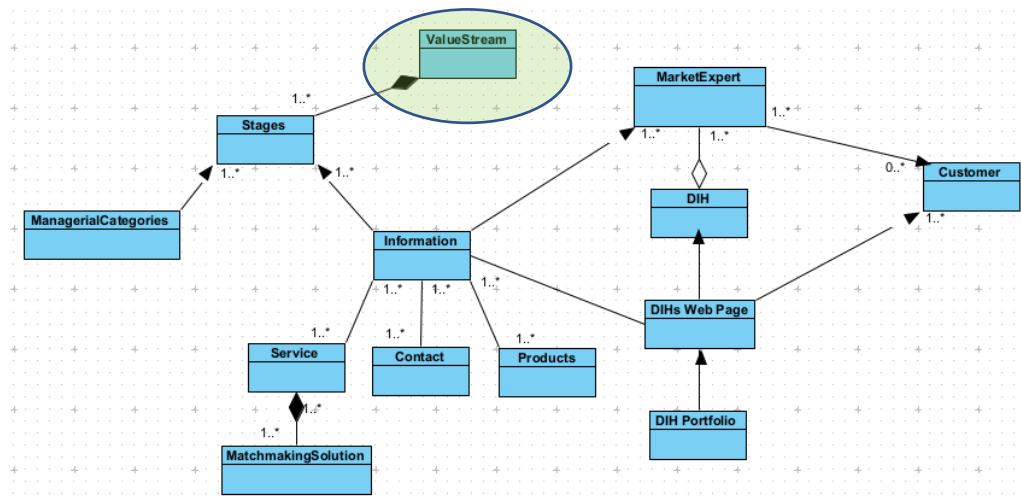 ValueStream
1..*
Stages
1..*
1..*
ManagerialCategories
MarketExpert
1..*
1..*
1..*
0..*
Customer
1..*
DIH
Information
1..*
1..*
1..*
DIHs Web Page
1..*
Service
1..*
Contact
1..*
Products
1..*
1..*
MatchmakingSolution
DIH Portfolio